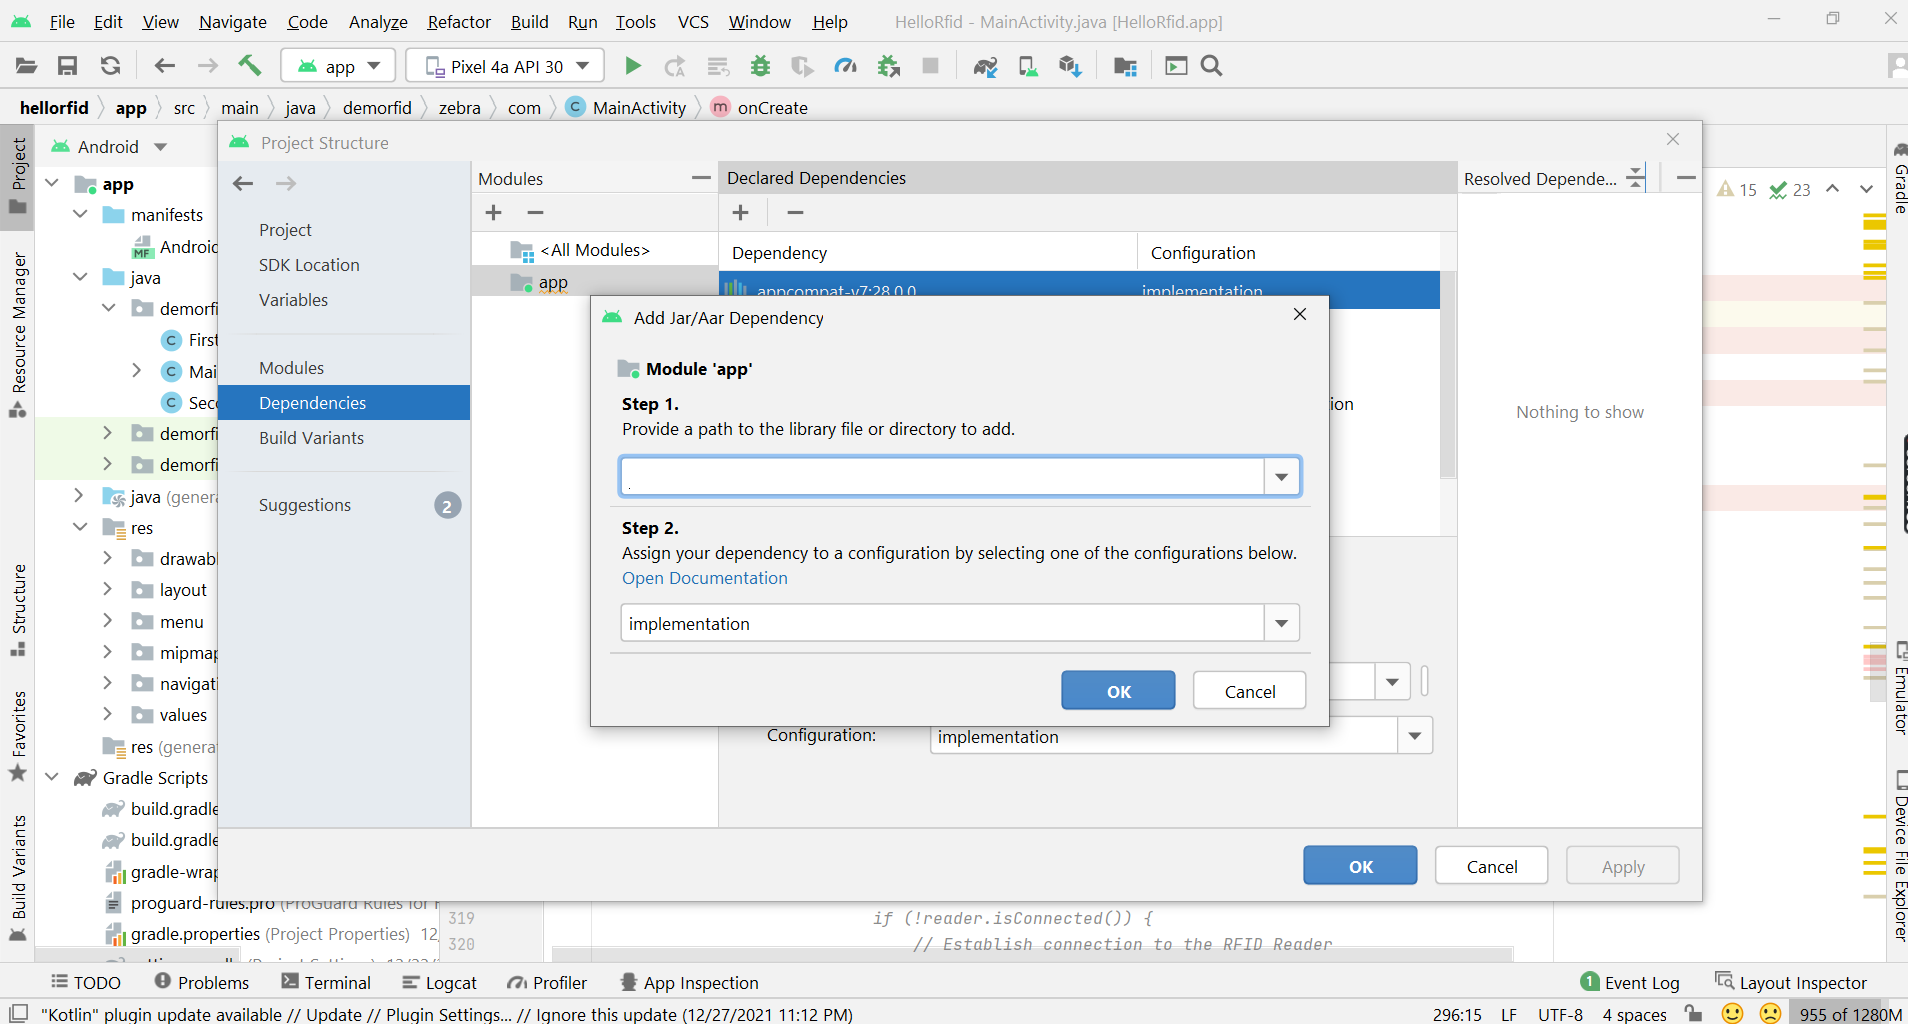 File Edit View Navigate Code Analyze Refactor Build Run Tools VCS Window Help HelloRfid - MainActivity.java [HelloRfid.app]
app Pixel 4a API 30
hellorfid app src main java demorfid zebra com C MainActivity m onCreate
Project
Resource Manager
Structure
Favorites
Build Variants
Android
app
manifests
MF Android
java
demorfi
C First
C Mai
C Seco
demorfi
demorfi
java (genera
res
drawabl
layout
menu
mipmap
navigati
values
res (genera
Gradle Scripts
build.gradle
build.gradle
gradle-wrap
proguard-rules.pro (ProGuard Rules for
gradle.properties (Project Properties) 12
Project Structure
Project
SDK Location
Variables
Modules
Dependencies
Build Variants
Suggestions 2
Modules
<All Modules>
app
Declared Dependencies
Dependency Configuration
appcompat-v7:28.0.0 implementation
ion
Resolved Depende...
Nothing to show
Add Jar/Aar Dependency
Module 'app'
Step 1.
Provide a path to the library file or directory to add.
.
Step 2.
Assign your dependency to a configuration by selecting one of the configurations below.
Open Documentation
implementation
OK Cancel
Configuration: implementation
OK Cancel Apply
15 23
Gradle
Emulator
Device File Explorer
319 if (!reader.isConnected()) {
320 // Establish connection to the RFID Reader
TODO Problems Terminal Logcat Profiler App Inspection 1 Event Log Layout Inspector
"Kotlin" plugin update available // Update // Plugin Settings... // Ignore this update (12/27/2021 11:12 PM) 296:15 LF UTF-8 4 spaces 955 of 1280M